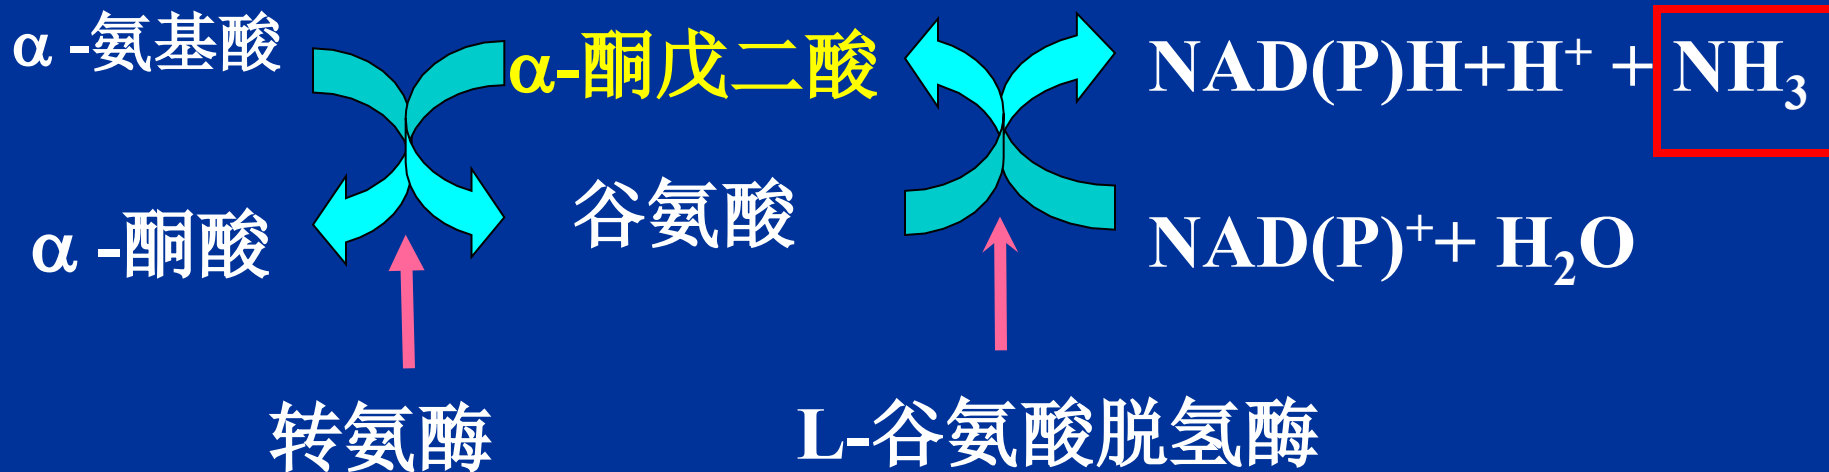 α -氨基酸
α-酮戊二酸
NAD(P)H+H⁺ + NH₃
α -酮酸
谷氨酸
NAD(P)⁺+ H₂O
转氨酶
L-谷氨酸脱氢酶